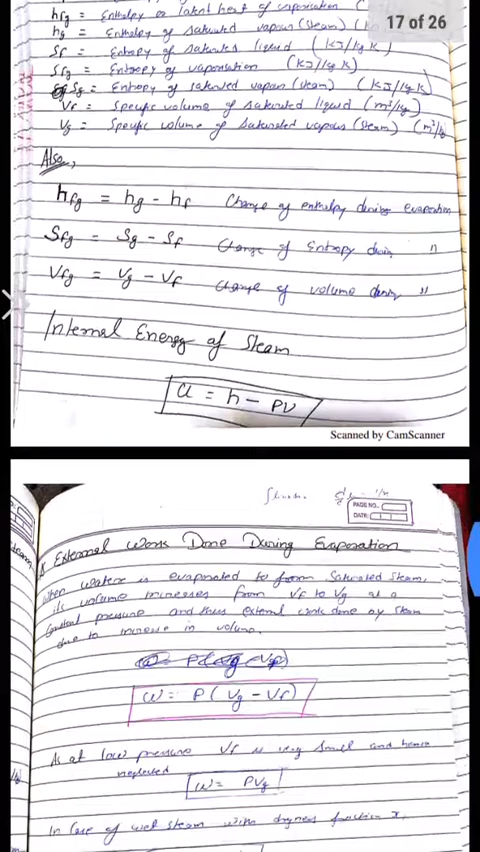 hfg = Enthalpy or latent heat of vaporisation (
17 of 26
hg = Enthalpy of saturated vapour (steam) (
Sf = Entropy of saturated liquid (kJ/kg K)
Sfg = Entropy of vaporisation (kJ/kg K)
Sg = Entropy of saturated vapour (steam) (kJ/kg K)
Vf = Specific volume of saturated liquid (m³/kg)
Vg = Specific volume of saturated vapour (steam) (m³/kg)
Also,
hfg = hg - hf Change of enthalpy during evaporation
Sfg = Sg - Sf Change of Entropy during "
Vfg = Vg - Vf Change of volume during "
Internal Energy of Steam
u = h - PV
Scanned by CamScanner
PAGE NO.
DATE:
External Work Done During Evaporation
When water is evaporated to form saturated steam,
its volume increases from Vf to Vg at a
constant pressure and thus external work done by steam
due to increase in volume.
W = P(Vg - Vf)
As at low pressure Vf is very small and hence
neglected
W = PVg
In case of wet steam with dryness fraction x,